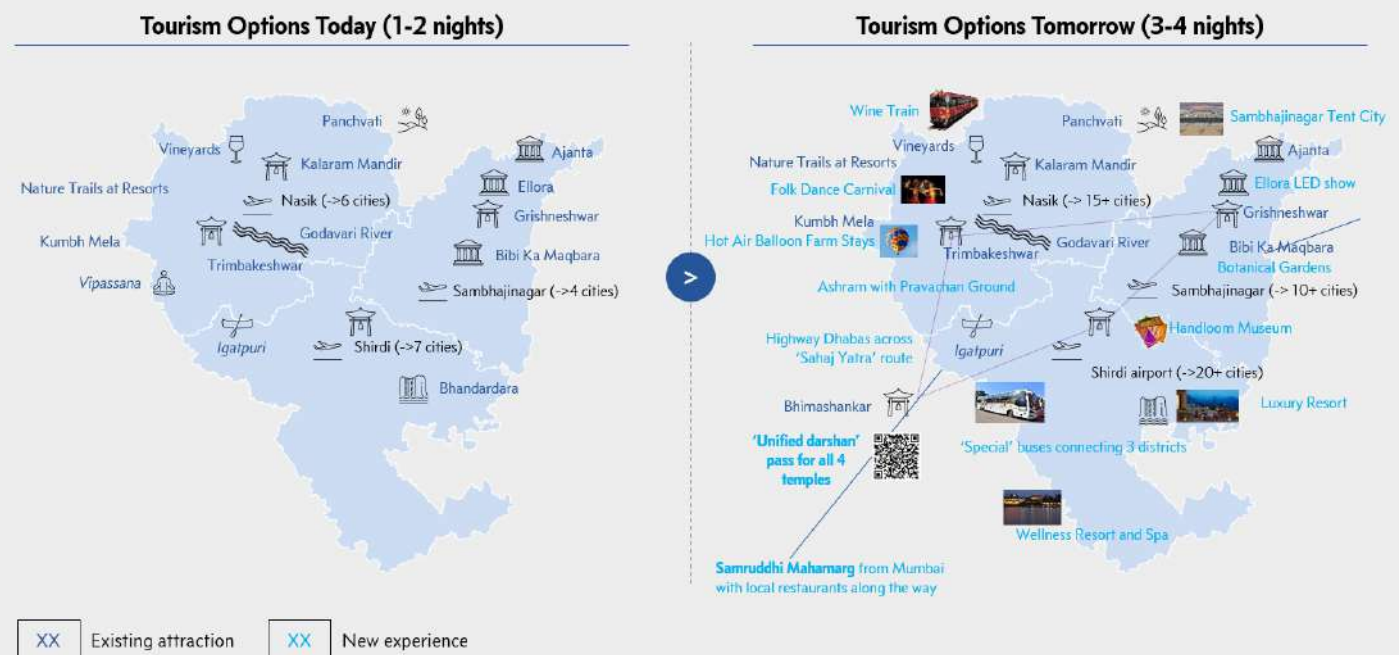 Tourism Options Today (1-2 nights)
Panchvati
Vineyards
Kalaram Mandir
Ajanta
Nature Trails at Resorts
Ellora
Nasik (->6 cities)
Grishneshwar
Kumbh Mela
Godavari River
Bibi Ka Maqbara
Trimbakeshwar
Vipassana
Sambhajinagar (->4 cities)
Igatpuri
Shirdi (->7 cities)
Bhandardara
>
Tourism Options Tomorrow (3-4 nights)
Wine Train
Panchvati
Sambhajinagar Tent City
Vineyards
Ajanta
Nature Trails at Resorts
Kalaram Mandir
Folk Dance Carnival
Ellora LED show
Nasik (-> 15+ cities)
Grishneshwar
Kumbh Mela
Hot Air Balloon Farm Stays
Godavari River
Bibi Ka Maqbara
Trimbakeshwar
Botanical Gardens
Ashram with Pravachan Ground
Sambhajinagar (-> 10+ cities)
Handloom Museum
Highway Dhabas across
'Sahaj Yatra' route
Igatpuri
Shirdi airport (->20+ cities)
Bhimashankar
Luxury Resort
'Unified darshan'
pass for all 4
temples
'Special' buses connecting 3 districts
Wellness Resort and Spa
Samruddhi Mahamarg from Mumbai
with local restaurants along the way
XX Existing attraction
XX New experience